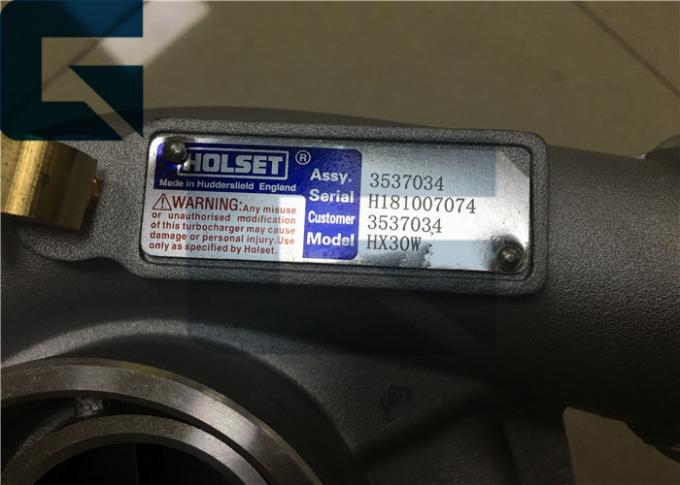 HOLSET ®
Made in Huddersfield England
⚠WARNING: Any misuse
or unauthorised modification
of this turbocharger may cause
damage or personal injury. Use
only as specified by Holset.
Assy. 3537034
Serial H181007074
Customer 3537034
Model HX30W